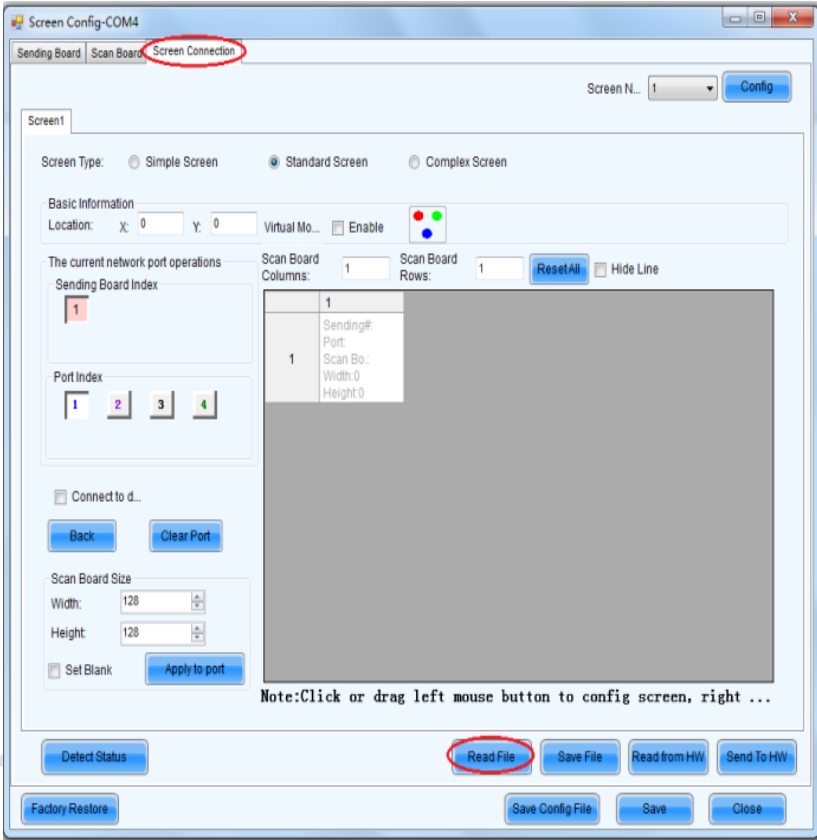 Screen Config-COM4
Sending Board Scan Board Screen Connection
Screen N... 1 Config
Screen1
Screen Type: Simple Screen Standard Screen Complex Screen
Basic Information
Location: X: 0 Y: 0 Virtual Mo... Enable
The current network port operations
Sending Board Index
1
Port Index
1 2 3 4
Connect to d...
Back Clear Port
Scan Board Size
Width: 128
Height: 128
Set Blank Apply to port
Scan Board Columns: 1 Scan Board Rows: 1 Reset All Hide Line
1
1
Sending#:
Port:
Scan Bo.:
Width:0
Height:0
Note:Click or drag left mouse button to config screen, right ...
Detect Status Read File Save File Read from HW Send To HW
Factory Restore Save Config File Save Close